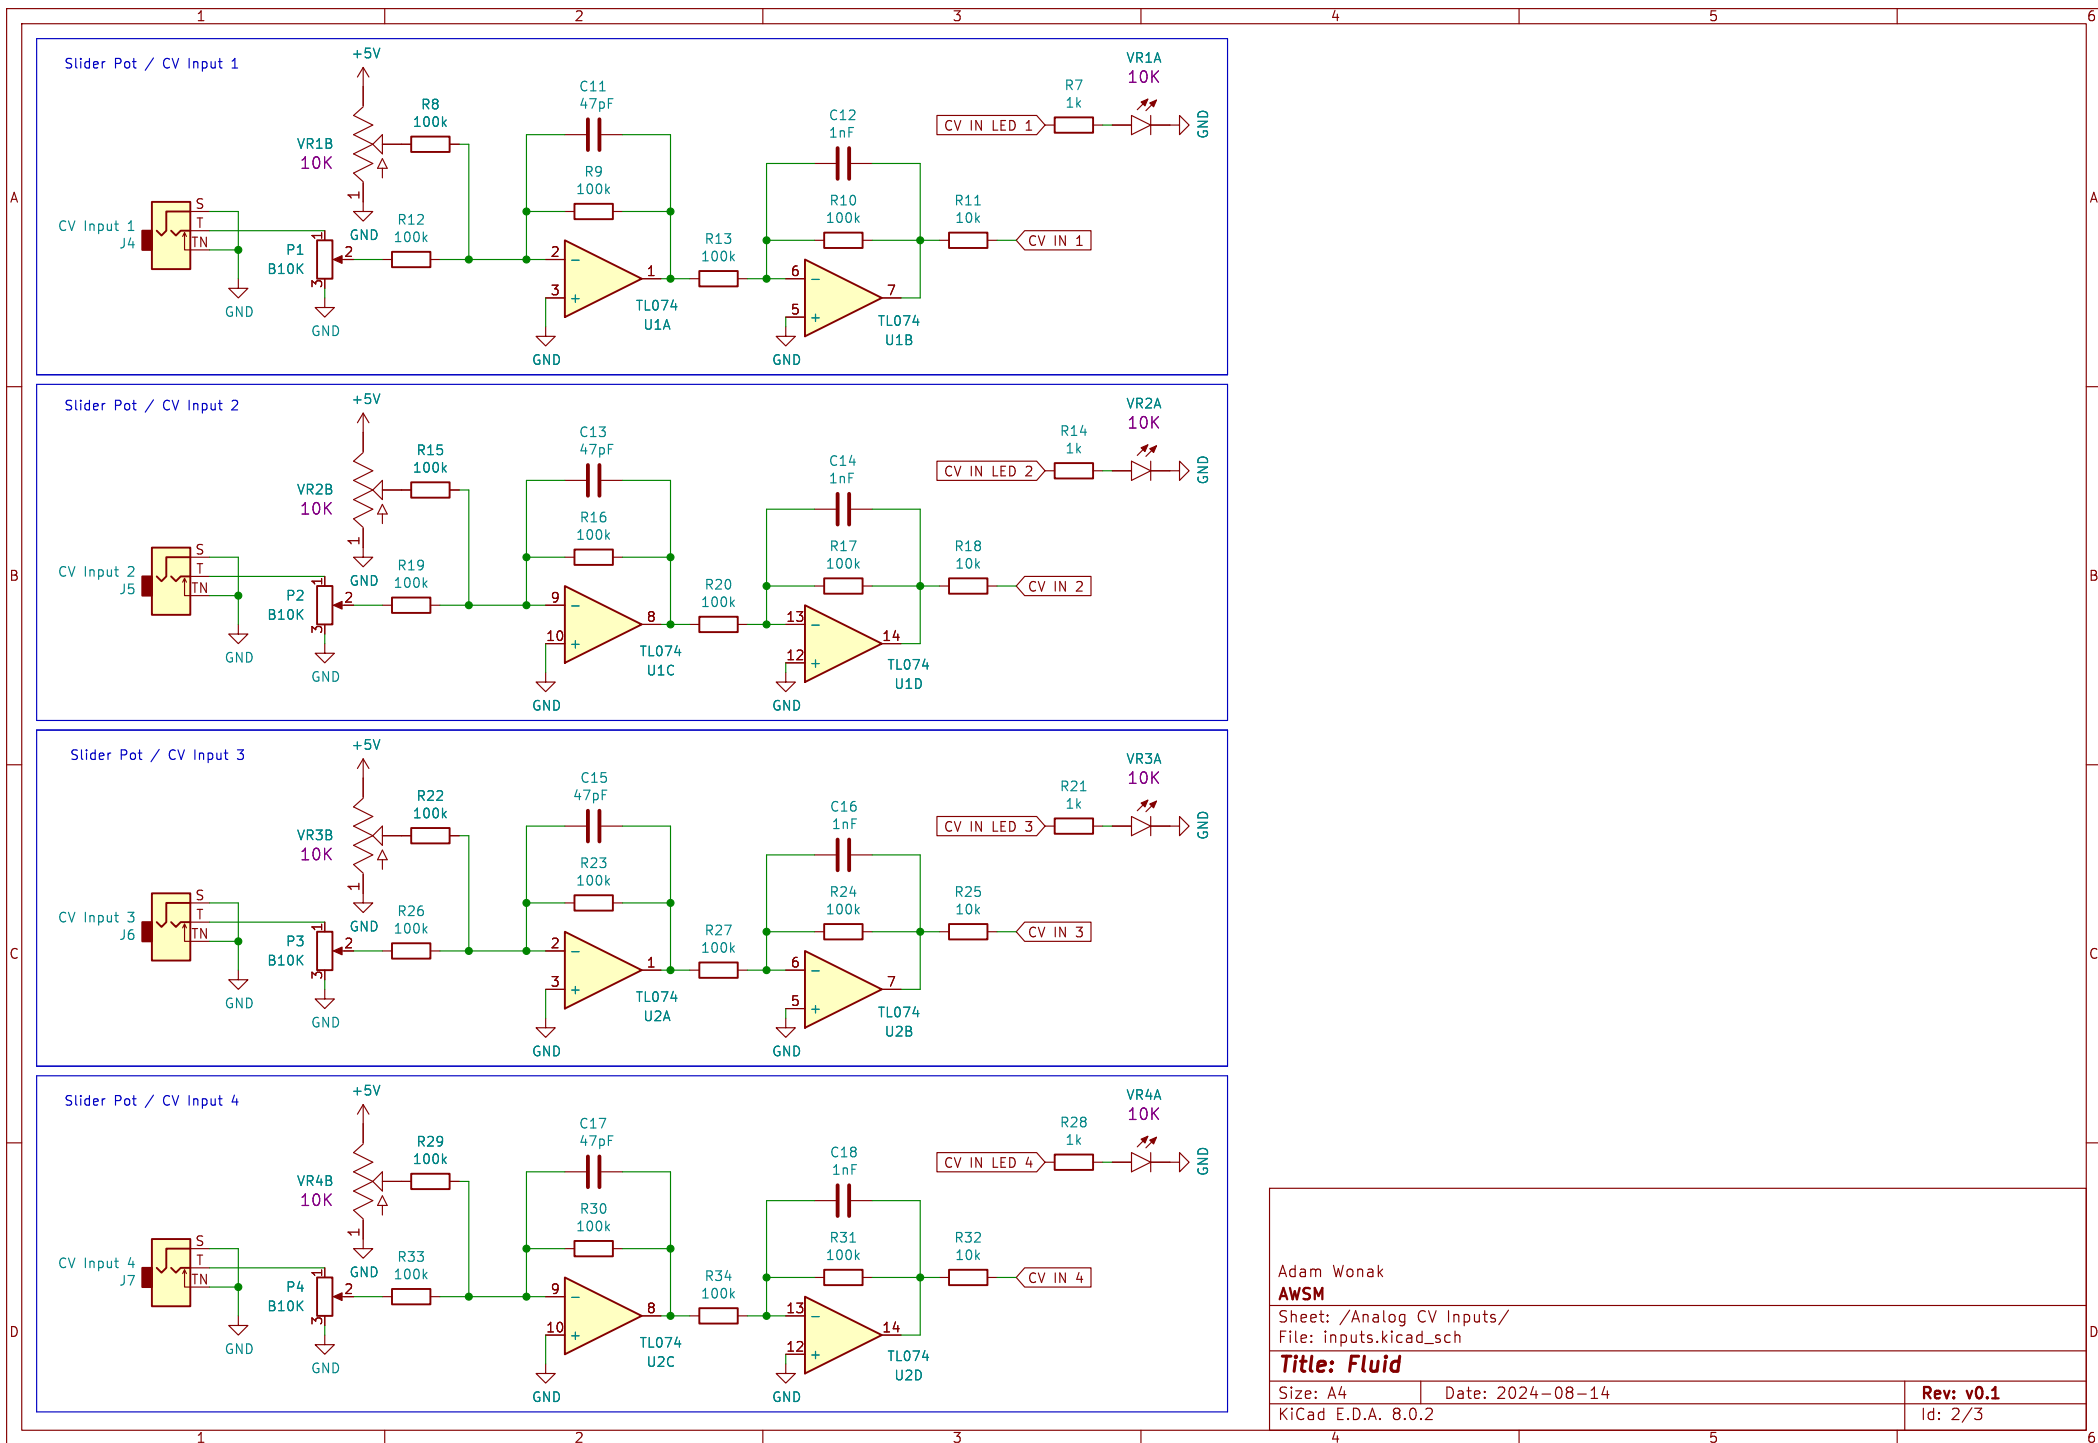 1 2 3 4 5 6
A
B
C
D
A
B
C
D
Slider Pot / CV Input 1
+5V
VR1B
10K
1
GND
R8
100k
CV Input 1
J4
S
T
TN
GND
P1
B10K
1
2
3
GND
R12
100k
C11
47pF
R9
100k
2
3
1
TL074
U1A
GND
R13
100k
C12
1nF
R10
100k
6
5
7
TL074
U1B
GND
R11
10k
CV IN 1
CV IN LED 1
R7
1k
VR1A
10K
GND
Slider Pot / CV Input 2
+5V
VR2B
10K
1
GND
R15
100k
CV Input 2
J5
S
T
TN
GND
P2
B10K
1
2
3
GND
R19
100k
C13
47pF
R16
100k
9
10
8
TL074
U1C
GND
R20
100k
C14
1nF
R17
100k
13
12
14
TL074
U1D
GND
R18
10k
CV IN 2
CV IN LED 2
R14
1k
VR2A
10K
GND
Slider Pot / CV Input 3
+5V
VR3B
10K
1
GND
R22
100k
CV Input 3
J6
S
T
TN
GND
P3
B10K
1
2
3
GND
R26
100k
C15
47pF
R23
100k
2
3
1
TL074
U2A
GND
R27
100k
C16
1nF
R24
100k
6
5
7
TL074
U2B
GND
R25
10k
CV IN 3
CV IN LED 3
R21
1k
VR3A
10K
GND
Slider Pot / CV Input 4
+5V
VR4B
10K
1
GND
R29
100k
CV Input 4
J7
S
T
TN
GND
P4
B10K
1
2
3
GND
R33
100k
C17
47pF
R30
100k
9
10
8
TL074
U2C
GND
R34
100k
C18
1nF
R31
100k
13
12
14
TL074
U2D
GND
R32
10k
CV IN 4
CV IN LED 4
R28
1k
VR4A
10K
GND
Adam Wonak
AWSM
Sheet: /Analog CV Inputs/
File: inputs.kicad_sch
Title: Fluid
Size: A4 Date: 2024-08-14 Rev: v0.1
KiCad E.D.A. 8.0.2 Id: 2/3
1 2 3 4 5 6